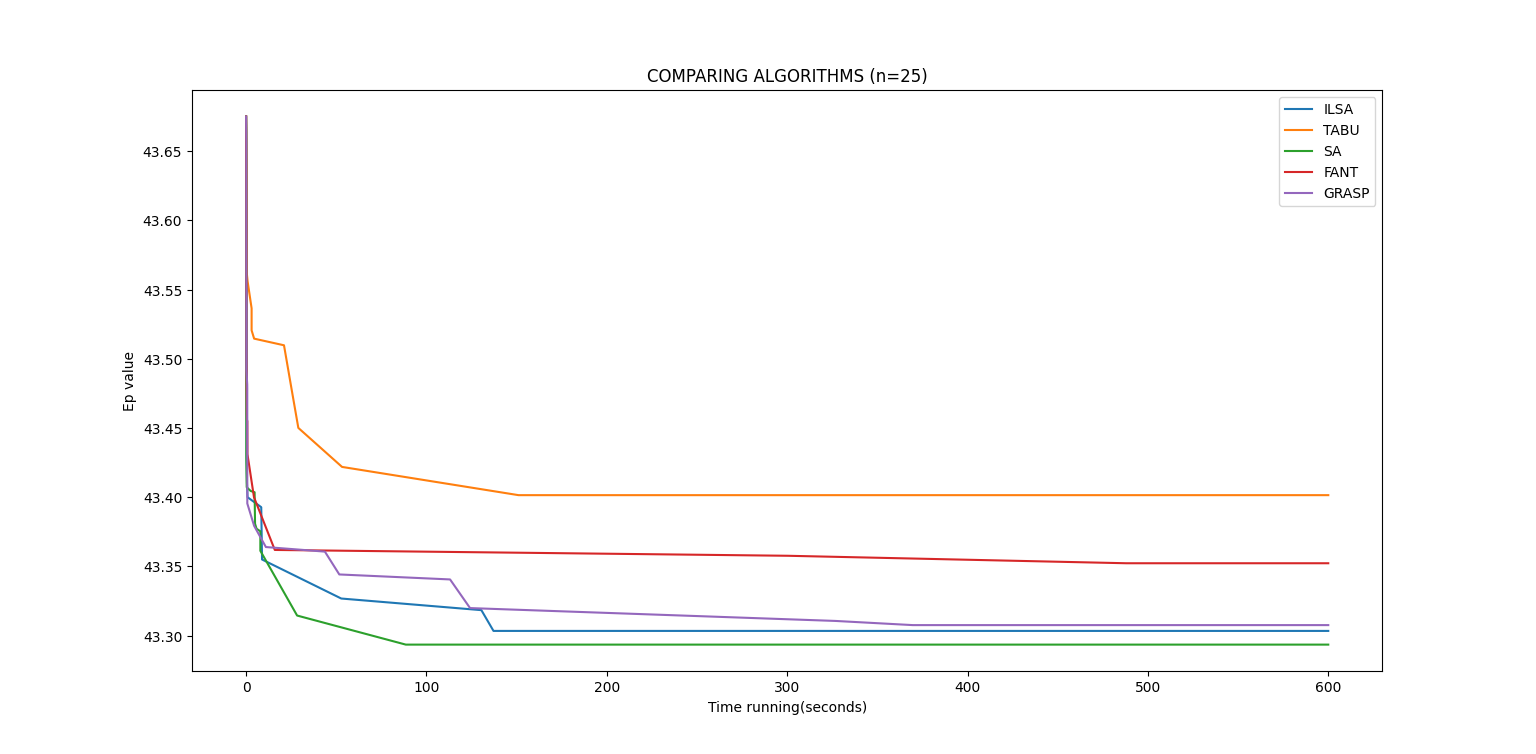 COMPARING ALGORITHMS (n=25)
ILSA
TABU
SA
FANT
GRASP
Ep value
43.65
43.60
43.55
43.50
43.45
43.40
43.35
43.30
0 100 200 300 400 500 600
Time running(seconds)